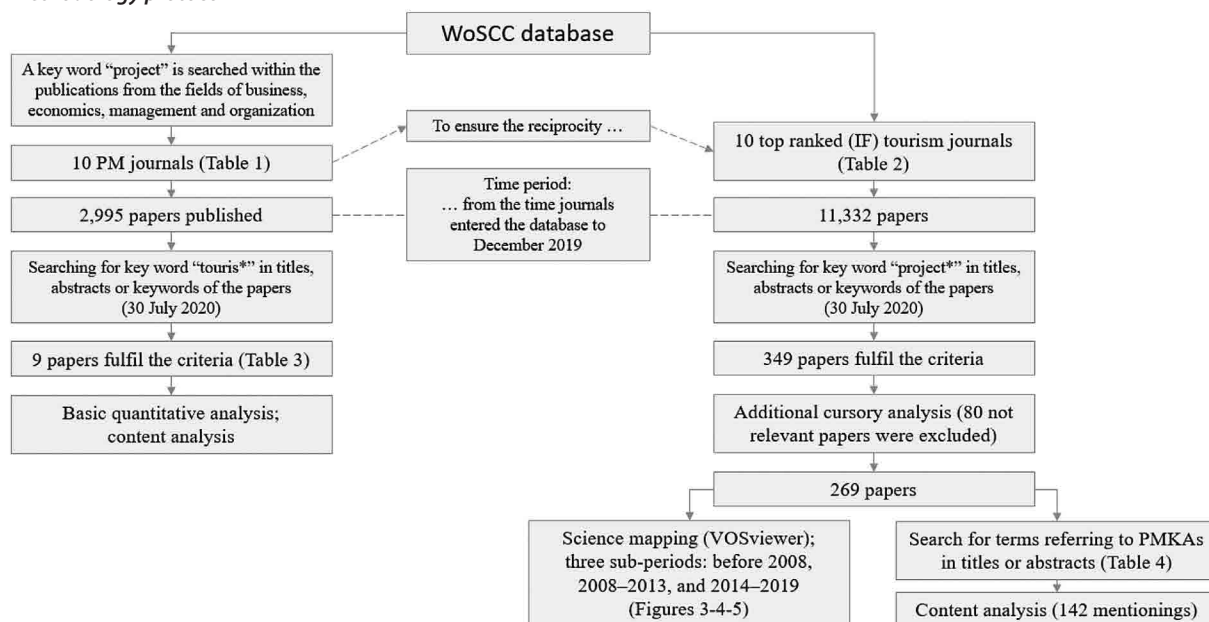 WoSCC database
A key word “project” is searched within the
publications from the fields of business,
economics, management and organization
10 PM journals (Table 1)
2,995 papers published
Searching for key word “touris*” in titles,
abstracts or keywords of the papers
(30 July 2020)
9 papers fulfil the criteria (Table 3)
Basic quantitative analysis;
content analysis
To ensure the reciprocity …
Time period:
… from the time journals
entered the database to
December 2019
10 top ranked (IF) tourism journals
(Table 2)
11,332 papers
Searching for key word “project*” in titles,
abstracts or keywords of the papers
(30 July 2020)
349 papers fulfil the criteria
Additional cursory analysis (80 not
relevant papers were excluded)
269 papers
Science mapping (VOSviewer);
three sub-periods: before 2008,
2008–2013, and 2014–2019
(Figures 3-4-5)
Search for terms referring to PMKAs
in titles or abstracts (Table 4)
Content analysis (142 mentionings)